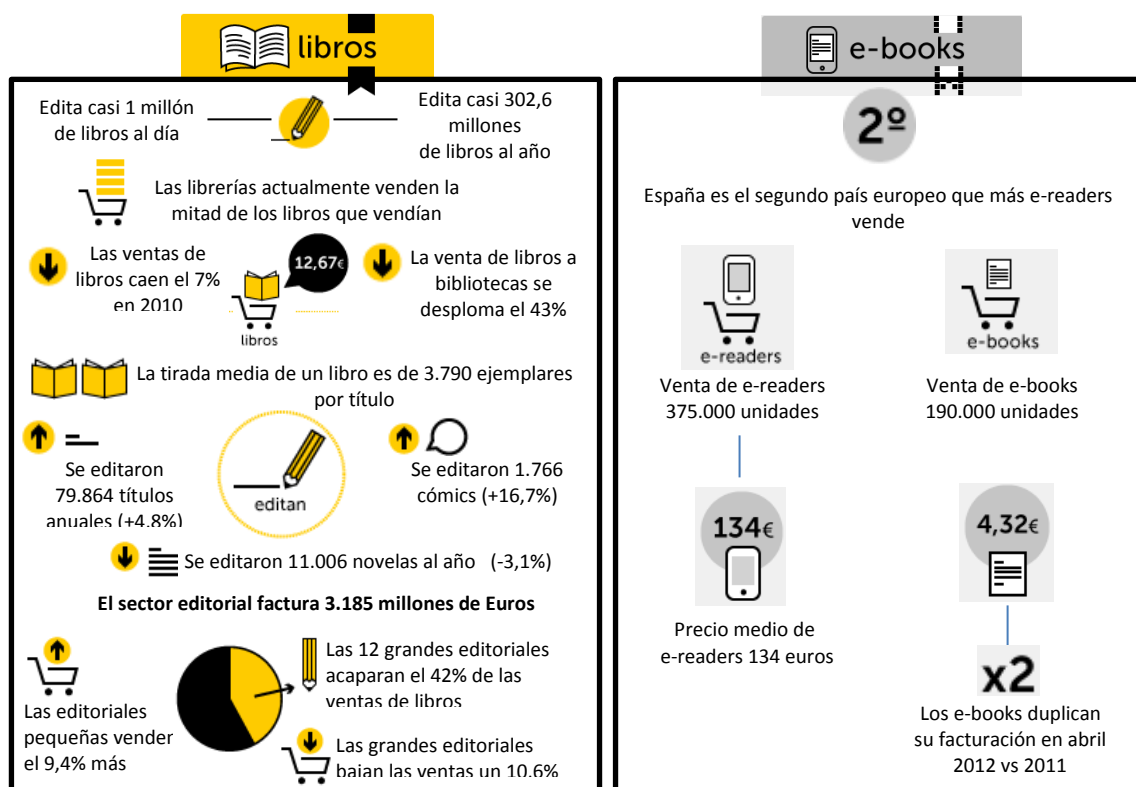 libros
Edita casi 1 millón
de libros al día
Edita casi 302,6
millones
de libros al año
Las librerías actualmente venden la
mitad de los libros que vendían
Las ventas de
libros caen el 7%
en 2010
12,67€
libros
La venta de libros a
bibliotecas se
desploma el 43%
La tirada media de un libro es de 3.790 ejemplares
por título
Se editaron
79.864 títulos
anuales (+4,8%)
editan
Se editaron 1.766
cómics (+16,7%)
Se editaron 11.006 novelas al año (-3,1%)
El sector editorial factura 3.185 millones de Euros
Las editoriales
pequeñas vender
el 9,4% más
Las 12 grandes editoriales
acaparan el 42% de las
ventas de libros
Las grandes editoriales
bajan las ventas un 10,6%
e-books
2º
España es el segundo país europeo que más e-readers
vende
e-readers
Venta de e-readers
375.000 unidades
134€
Precio medio de
e-readers 134 euros
e-books
Venta de e-books
190.000 unidades
4,32€
x2
Los e-books duplican
su facturación en abril
2012 vs 2011